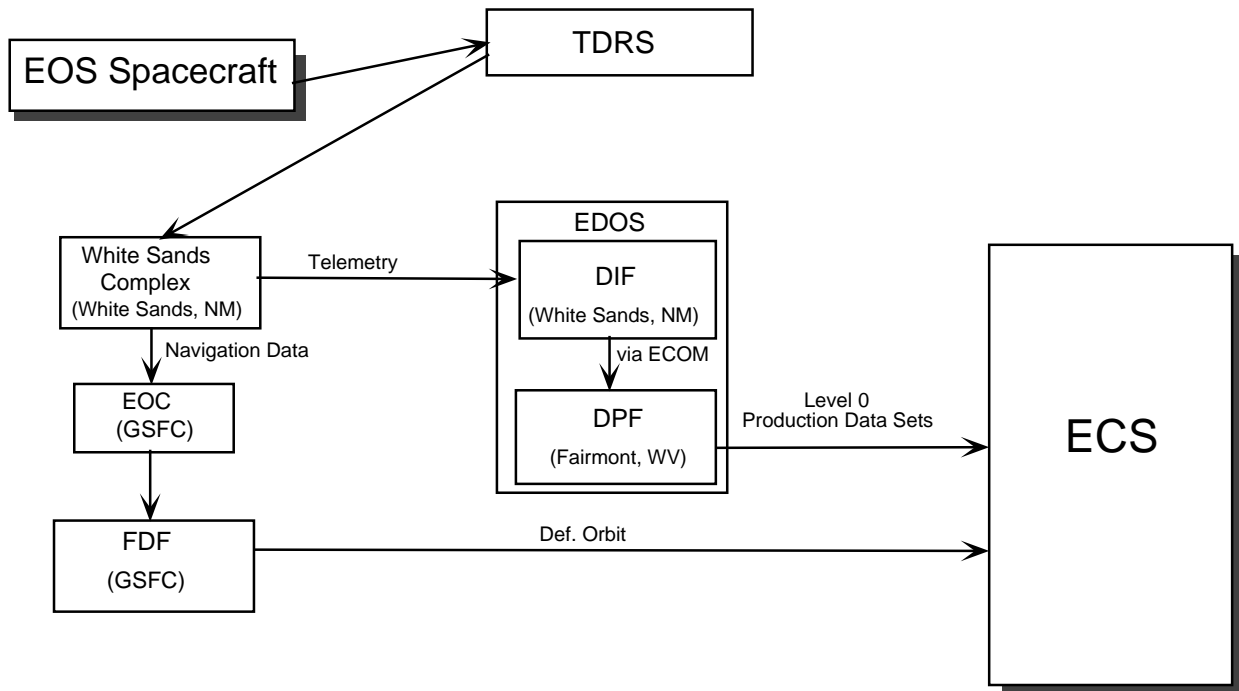 EOS Spacecraft
TDRS
White Sands
Complex
(White Sands, NM)
Telemetry
Navigation Data
EOC
(GSFC)
FDF
(GSFC)
EDOS
DIF
(White Sands, NM)
via ECOM
DPF
(Fairmont, WV)
Level 0
Production Data Sets
Def. Orbit
ECS